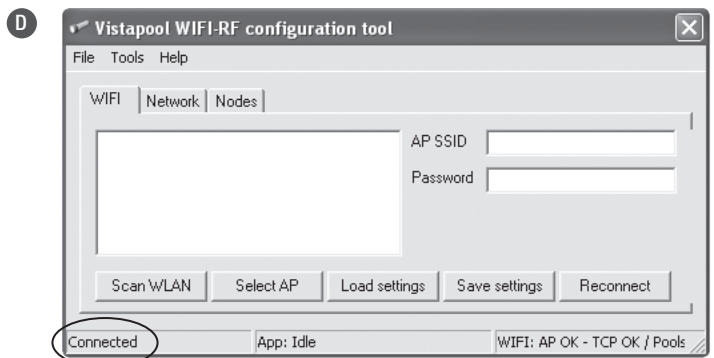 D
Vistapool WIFI-RF configuration tool
File Tools Help
WIFI Network Nodes
AP SSID
Password
Scan WLAN Select AP Load settings Save settings Reconnect
Connected App: Idle WIFI: AP OK - TCP OK / Pools